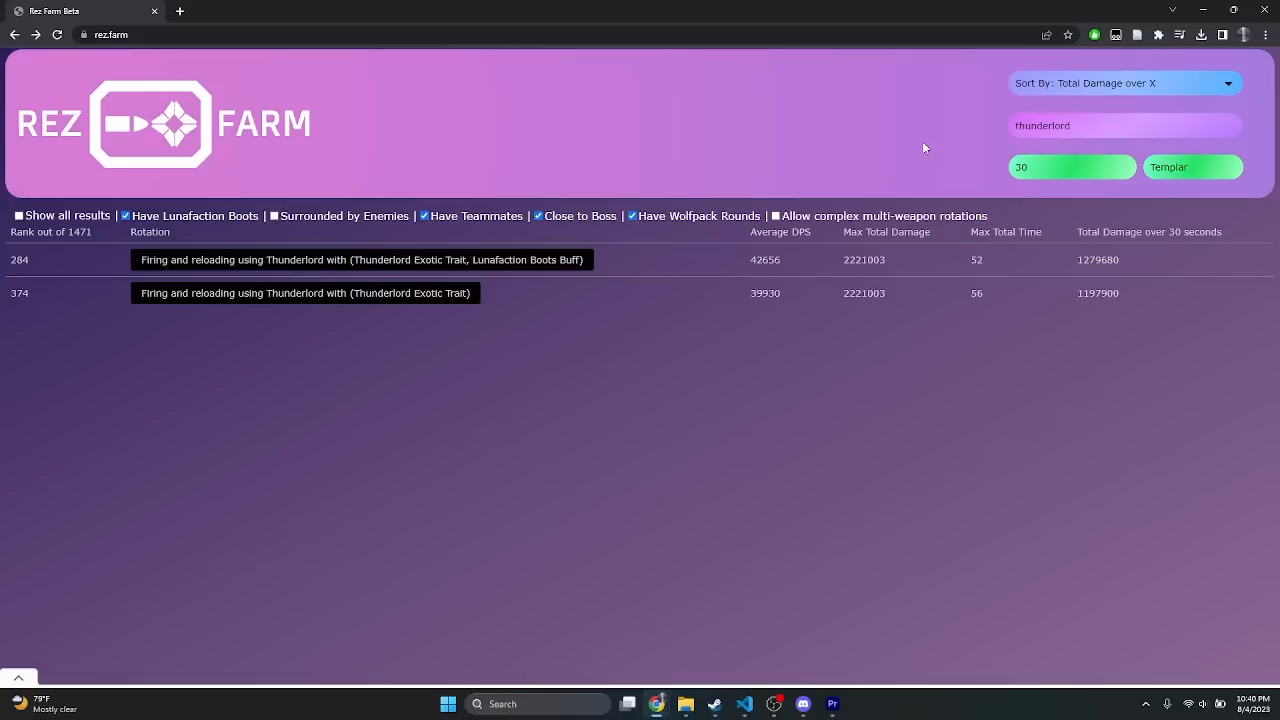 Rez Farm Beta
rez.farm
REZ FARM
Sort By: Total Damage over X
thunderlord
30 Templar
Show all results | Have Lunafaction Boots | Surrounded by Enemies | Have Teammates | Close to Boss | Have Wolfpack Rounds | Allow complex multi-weapon rotations
Rank out of 1471 Rotation Average DPS Max Total Damage Max Total Time Total Damage over 30 seconds
284 Firing and reloading using Thunderlord with (Thunderlord Exotic Trait, Lunafaction Boots Buff) 42656 2221003 52 1279680
374 Firing and reloading using Thunderlord with (Thunderlord Exotic Trait) 39930 2221003 56 1197900
79°F
Mostly clear
Search
Pr
10:40 PM
8/4/2023